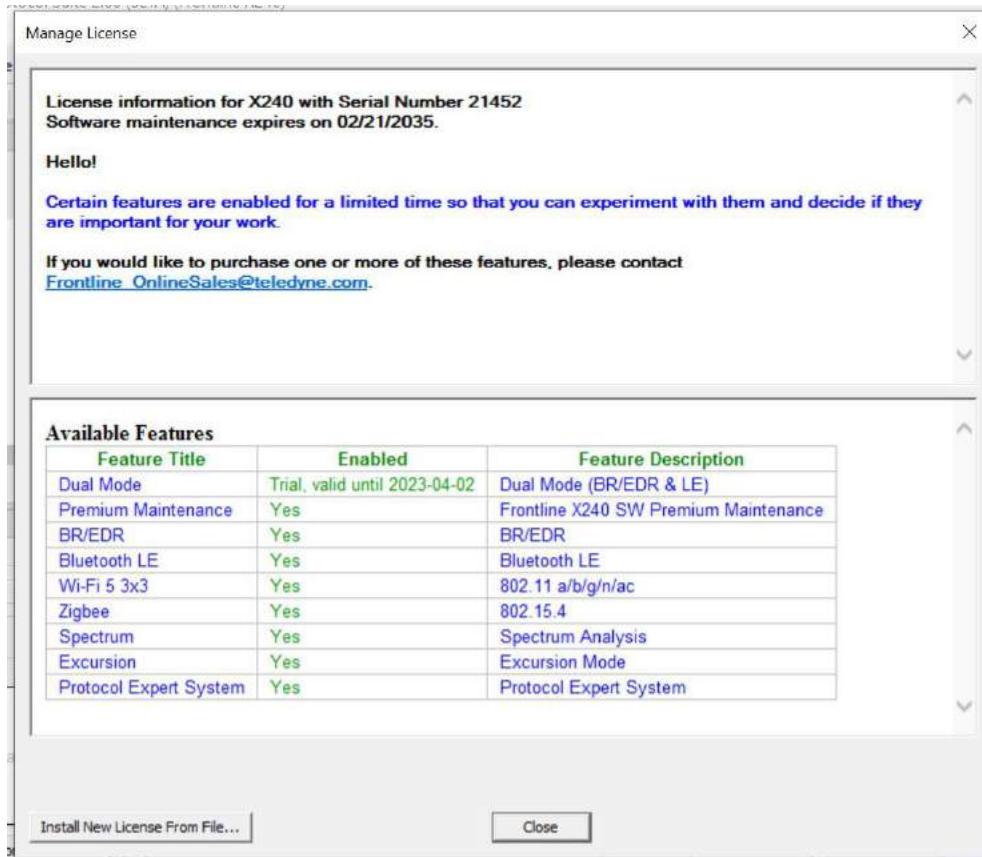 Manage License
License information for X240 with Serial Number 21452
Software maintenance expires on 02/21/2035.
Hello!
Certain features are enabled for a limited time so that you can experiment with them and decide if they
are important for your work.
If you would like to purchase one or more of these features, please contact
Frontline_OnlineSales@teledyne.com.
Available Features
Feature Title Enabled Feature Description
Dual Mode Trial, valid until 2023-04-02 Dual Mode (BR/EDR & LE)
Premium Maintenance Yes Frontline X240 SW Premium Maintenance
BR/EDR Yes BR/EDR
Bluetooth LE Yes Bluetooth LE
Wi-Fi 5 3x3 Yes 802.11 a/b/g/n/ac
Zigbee Yes 802.15.4
Spectrum Yes Spectrum Analysis
Excursion Yes Excursion Mode
Protocol Expert System Yes Protocol Expert System
Install New License From File... Close